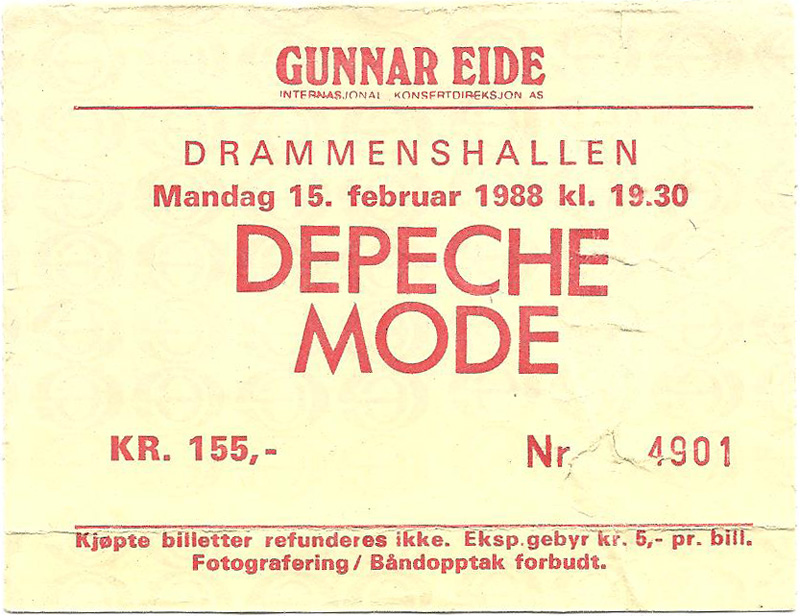 GUNNAR EIDE
INTERNASJONAL KONSERTDIREKSJON AS
DRAMMENSHALLEN
Mandag 15. februar 1988 kl. 19.30
DEPECHE
MODE
KR. 155,-
Nr 4901
Kjøpte billetter refunderes ikke. Eksp.gebyr kr. 5,- pr. bill.
Fotografering / Båndopptak forbudt.